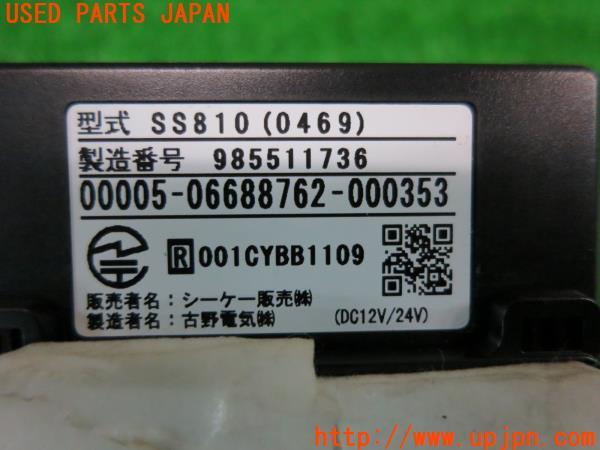 USED PARTS JAPAN
型式 SS810(0469)
製造番号 985511736
00005-06688762-000353
R 001CYBB1109
販売者名：シーケー販売㈱
製造者名：古野電気㈱ (DC12V/24V)
UPJ
http://www.upjpn.com